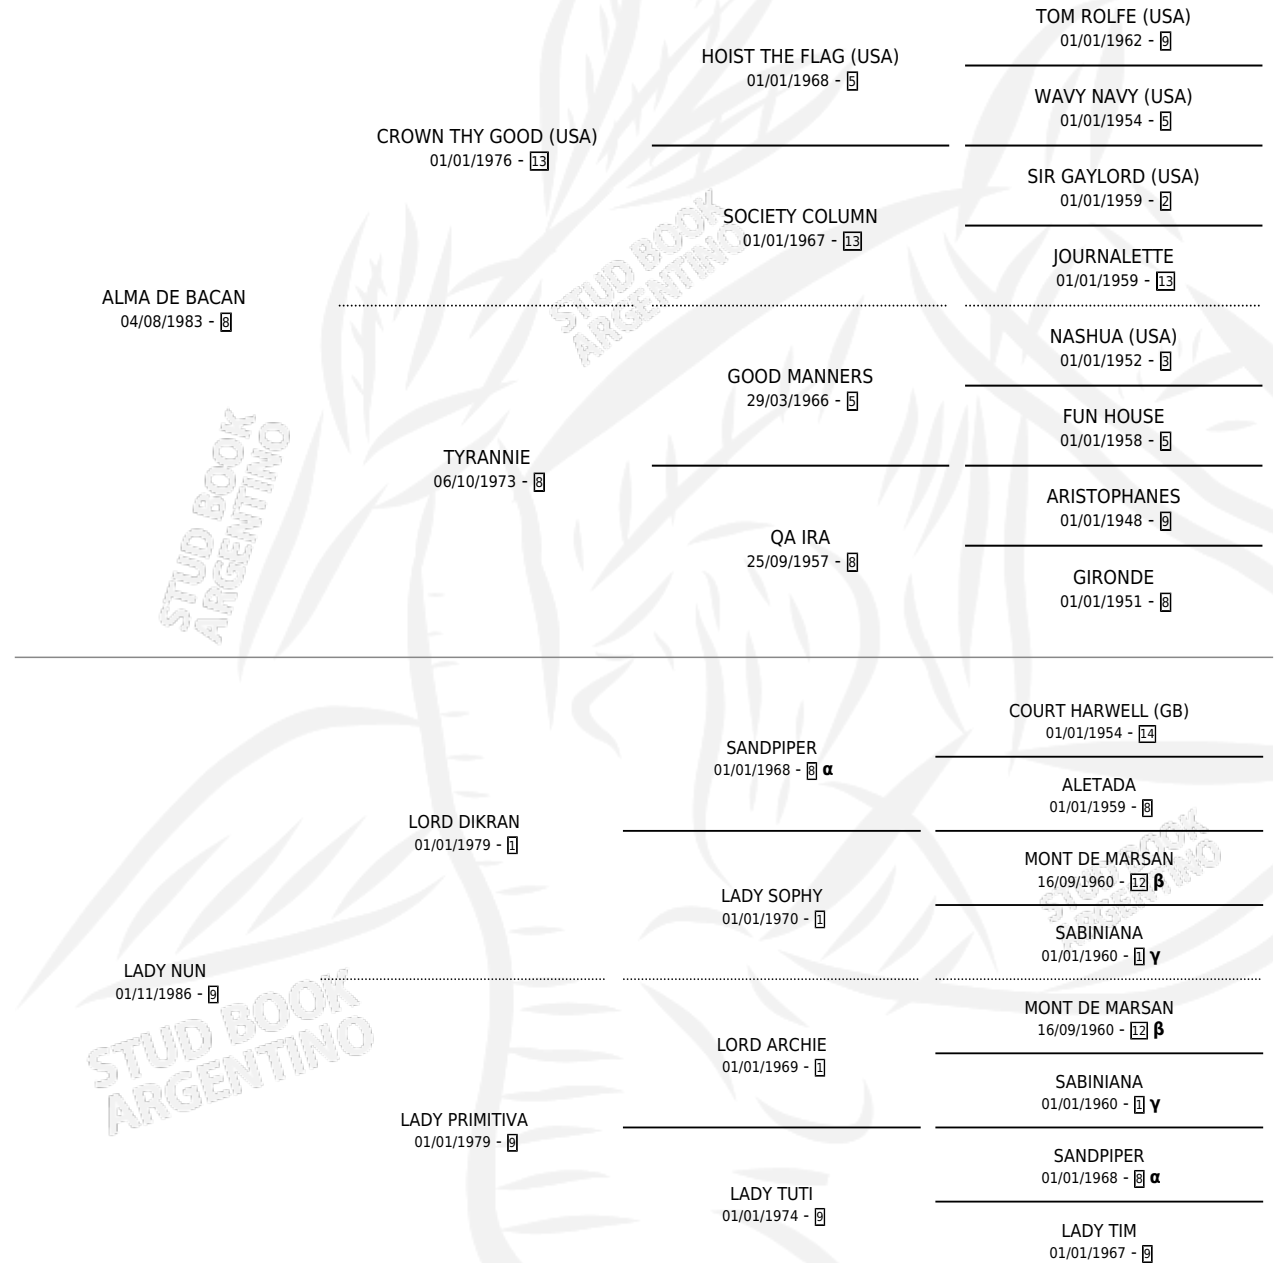 TOM ROLFE (USA)
01/01/1962 - 9
HOIST THE FLAG (USA)
01/01/1968 - 5
WAVY NAVY (USA)
01/01/1954 - 5
CROWN THY GOOD (USA)
01/01/1976 - 13
SIR GAYLORD (USA)
01/01/1959 - 2
SOCIETY COLUMN
01/01/1967 - 13
JOURNALETTE
01/01/1959 - 13
ALMA DE BACAN
04/08/1983 - 8
NASHUA (USA)
01/01/1952 - 3
GOOD MANNERS
29/03/1966 - 5
FUN HOUSE
01/01/1958 - 5
TYRANNIE
06/10/1973 - 8
ARISTOPHANES
01/01/1948 - 9
QA IRA
25/09/1957 - 8
GIRONDE
01/01/1951 - 8
COURT HARWELL (GB)
01/01/1954 - 14
SANDPIPER
01/01/1968 - 8 α
ALETADA
01/01/1959 - 8
LORD DIKRAN
01/01/1979 - 1
MONT DE MARSAN
16/09/1960 - 12 β
LADY SOPHY
01/01/1970 - 1
SABINIANA
01/01/1960 - 1 γ
LADY NUN
01/11/1986 - 9
MONT DE MARSAN
16/09/1960 - 12 β
LORD ARCHIE
01/01/1969 - 1
SABINIANA
01/01/1960 - 1 γ
LADY PRIMITIVA
01/01/1979 - 9
SANDPIPER
01/01/1968 - 8 α
LADY TUTI
01/01/1974 - 9
LADY TIM
01/01/1967 - 9
STUD BOOK
ARGENTINO
STUD BOOK
ARGENTINO
STUD BOOK
ARGENTINO
STUD BOOK
ARGENTINO